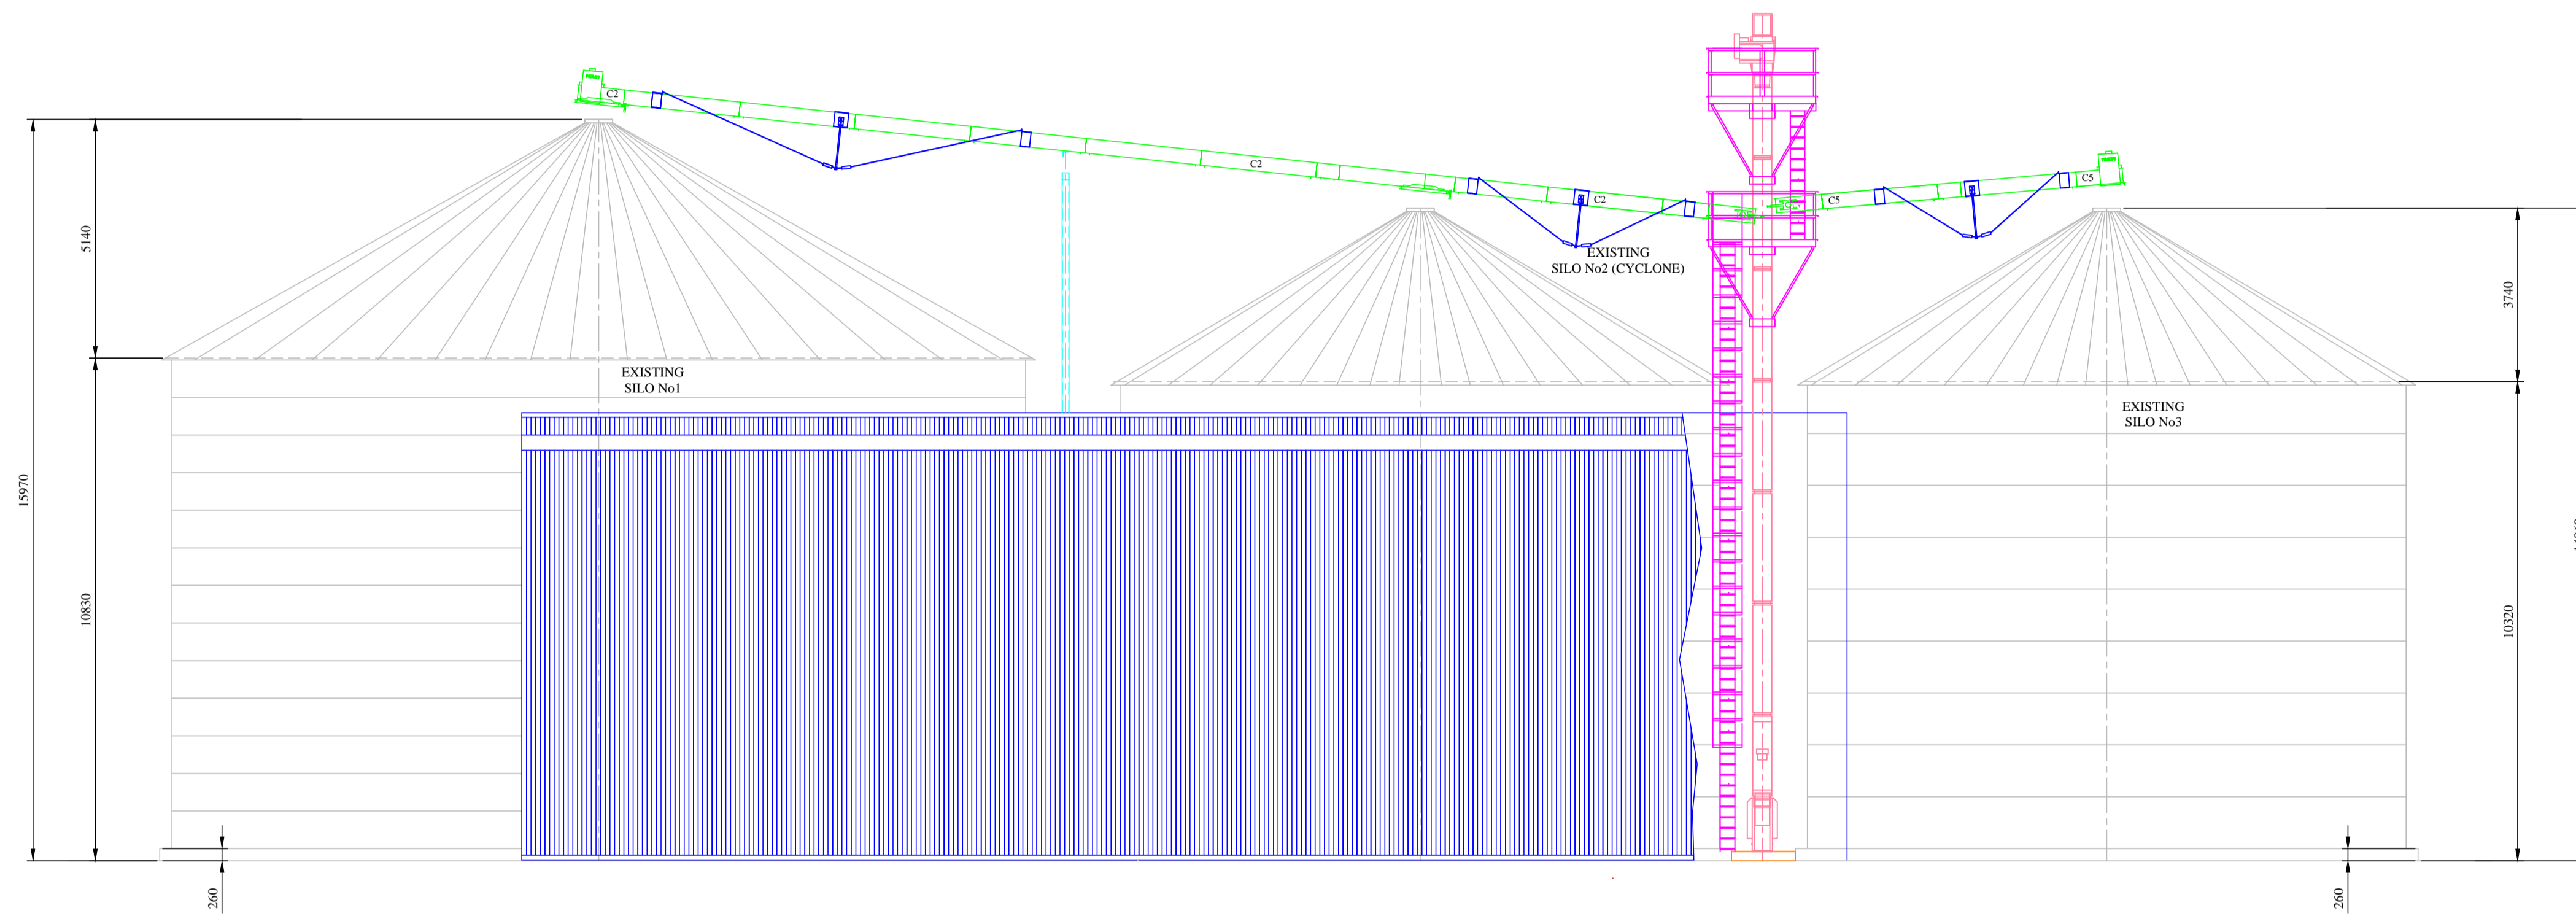 C2
C2
C2
C5
C5
EXISTING
SILO No2 (CYCLONE)
EXISTING
SILO No1
EXISTING
SILO No3
5140
15970
10830
260
3740
10320
260